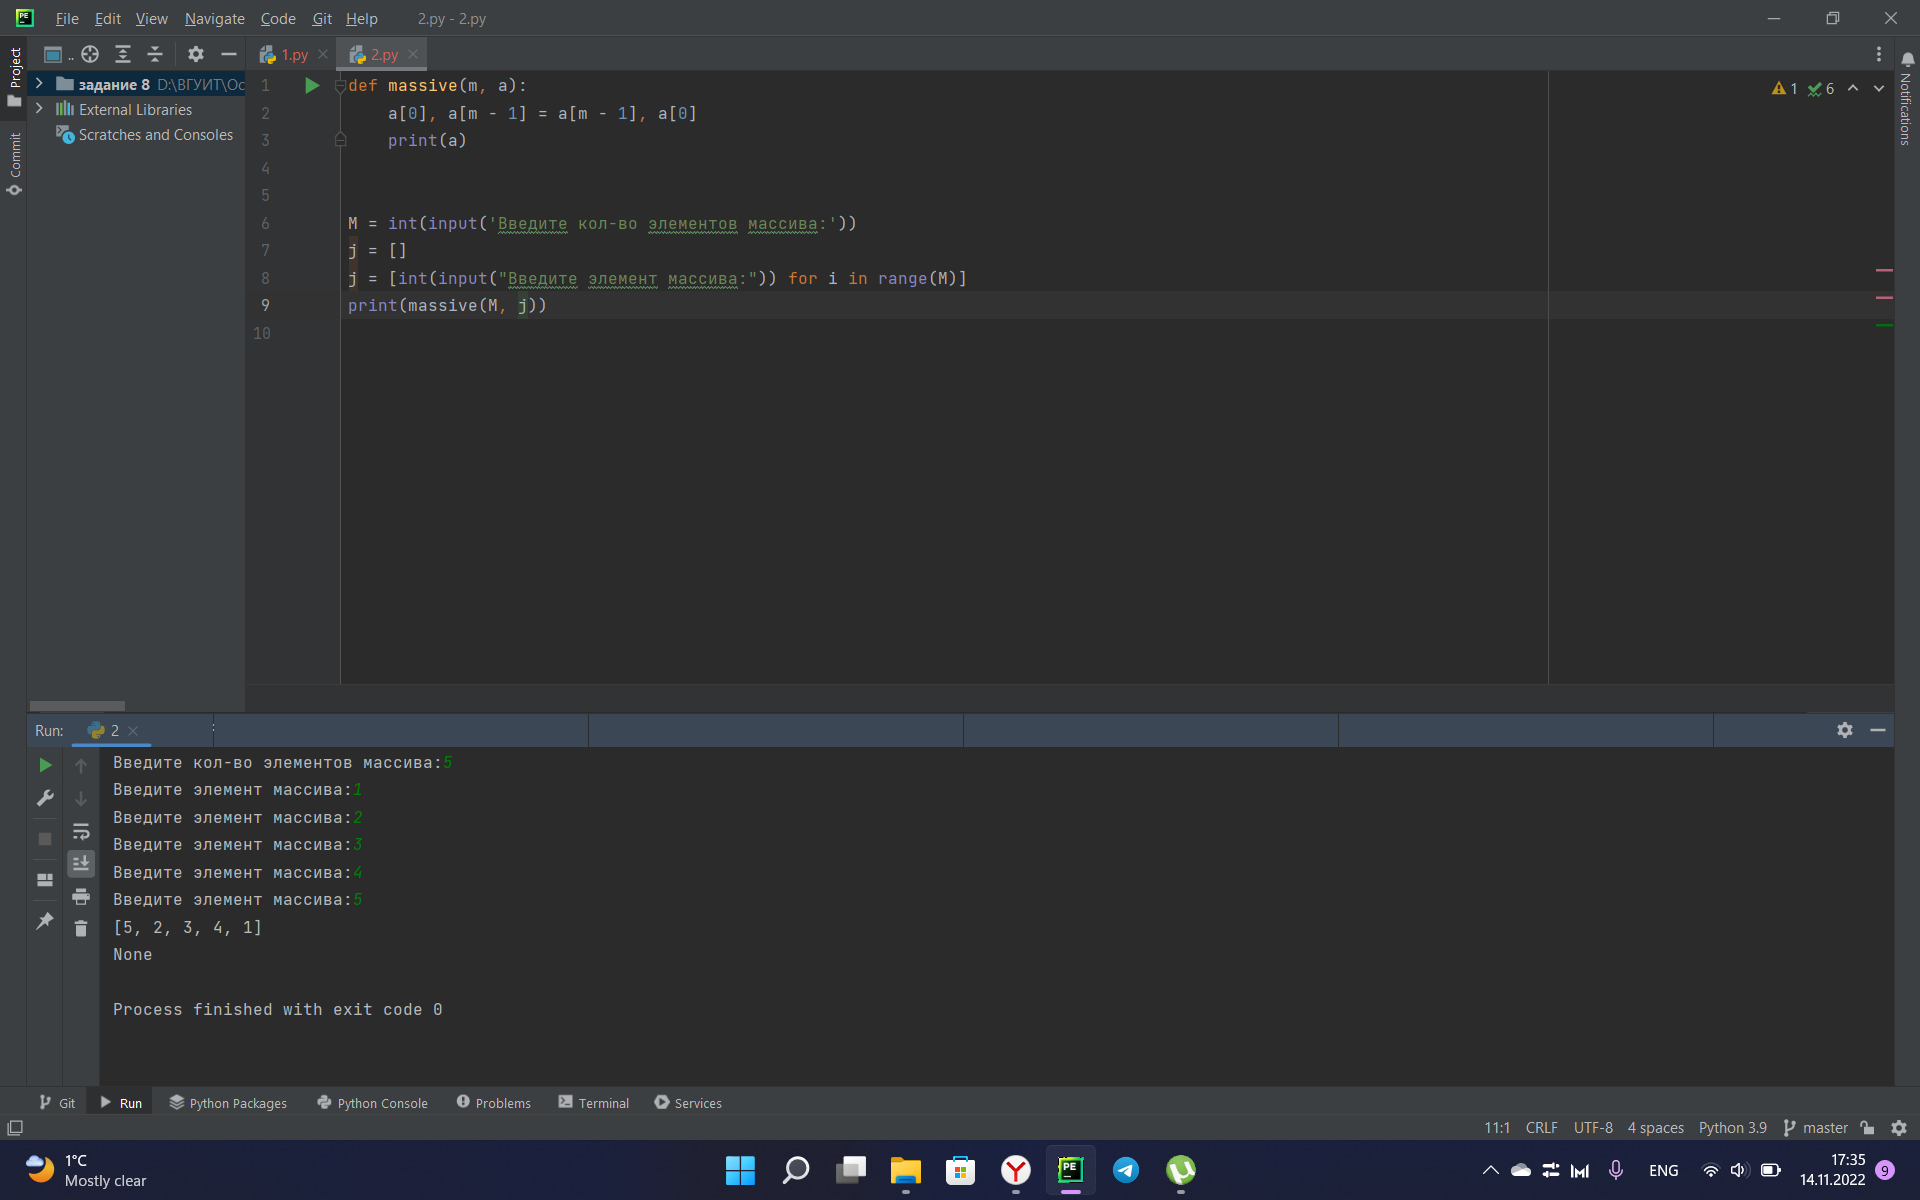 PE File Edit View Navigate Code Git Help 2.py - 2.py
Project .. 1.py 2.py
задание 8 D:\ВГУИТ\Ос
External Libraries
Scratches and Consoles
Commit
Notifications
1 6
1 def massive(m, a):
2 a[0], a[m - 1] = a[m - 1], a[0]
3 print(a)
4
5
6 M = int(input('Введите кол-во элементов массива:'))
7 j = []
8 j = [int(input("Введите элемент массива:")) for i in range(M)]
9 print(massive(M, j))
10
Run: 2
Введите кол-во элементов массива:5
Введите элемент массива:1
Введите элемент массива:2
Введите элемент массива:3
Введите элемент массива:4
Введите элемент массива:5
[5, 2, 3, 4, 1]
None
Process finished with exit code 0
Git Run Python Packages Python Console Problems Terminal Services
11:1 CRLF UTF-8 4 spaces Python 3.9 master
1°C
Mostly clear
PE
ENG
17:35
14.11.2022
9